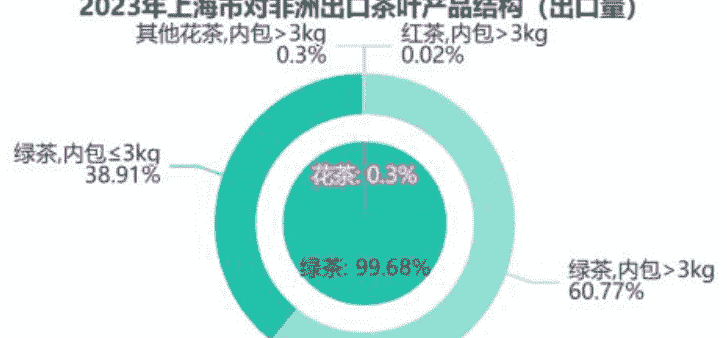 2023年上海市对非洲出口茶叶产品结构（出口量）
其他花茶,内包>3kg
0.3%
红茶,内包>3kg
0.02%
绿茶,内包≤3kg
38.91%
花茶: 0.3%
绿茶: 99.68%
绿茶,内包>3kg
60.77%